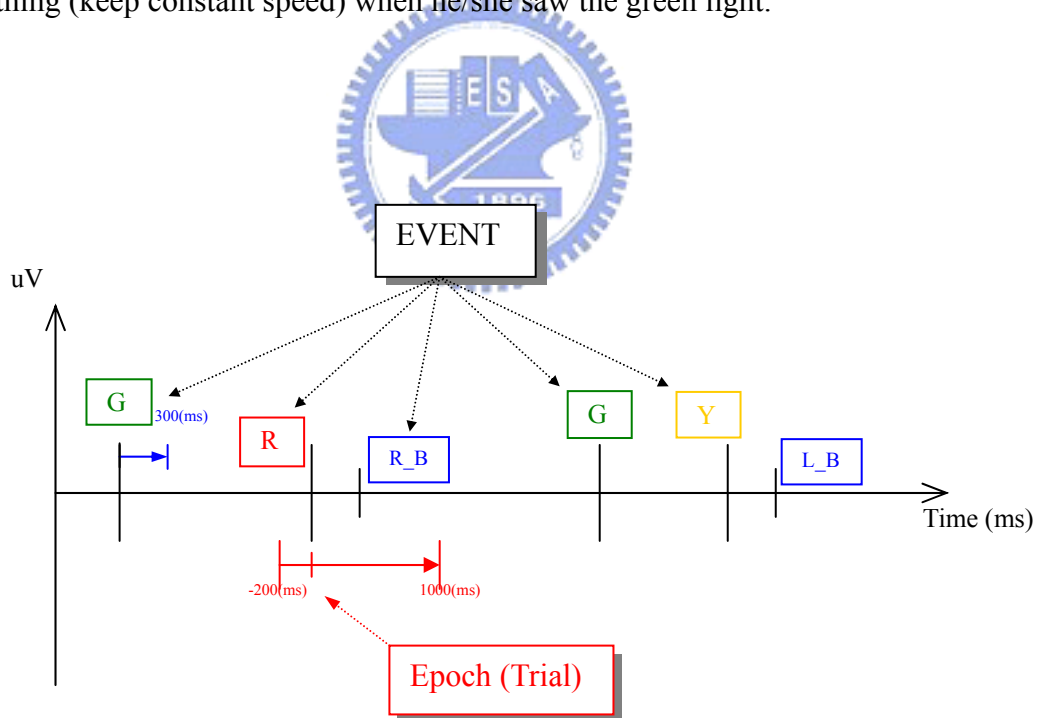 thing (keep constant speed) when he/she saw the green light.
E S A
1896
EVENT
uV
G
300(ms)
R
R_B
G
Y
L_B
Time (ms)
-200(ms)
1000(ms)
Epoch (Trial)